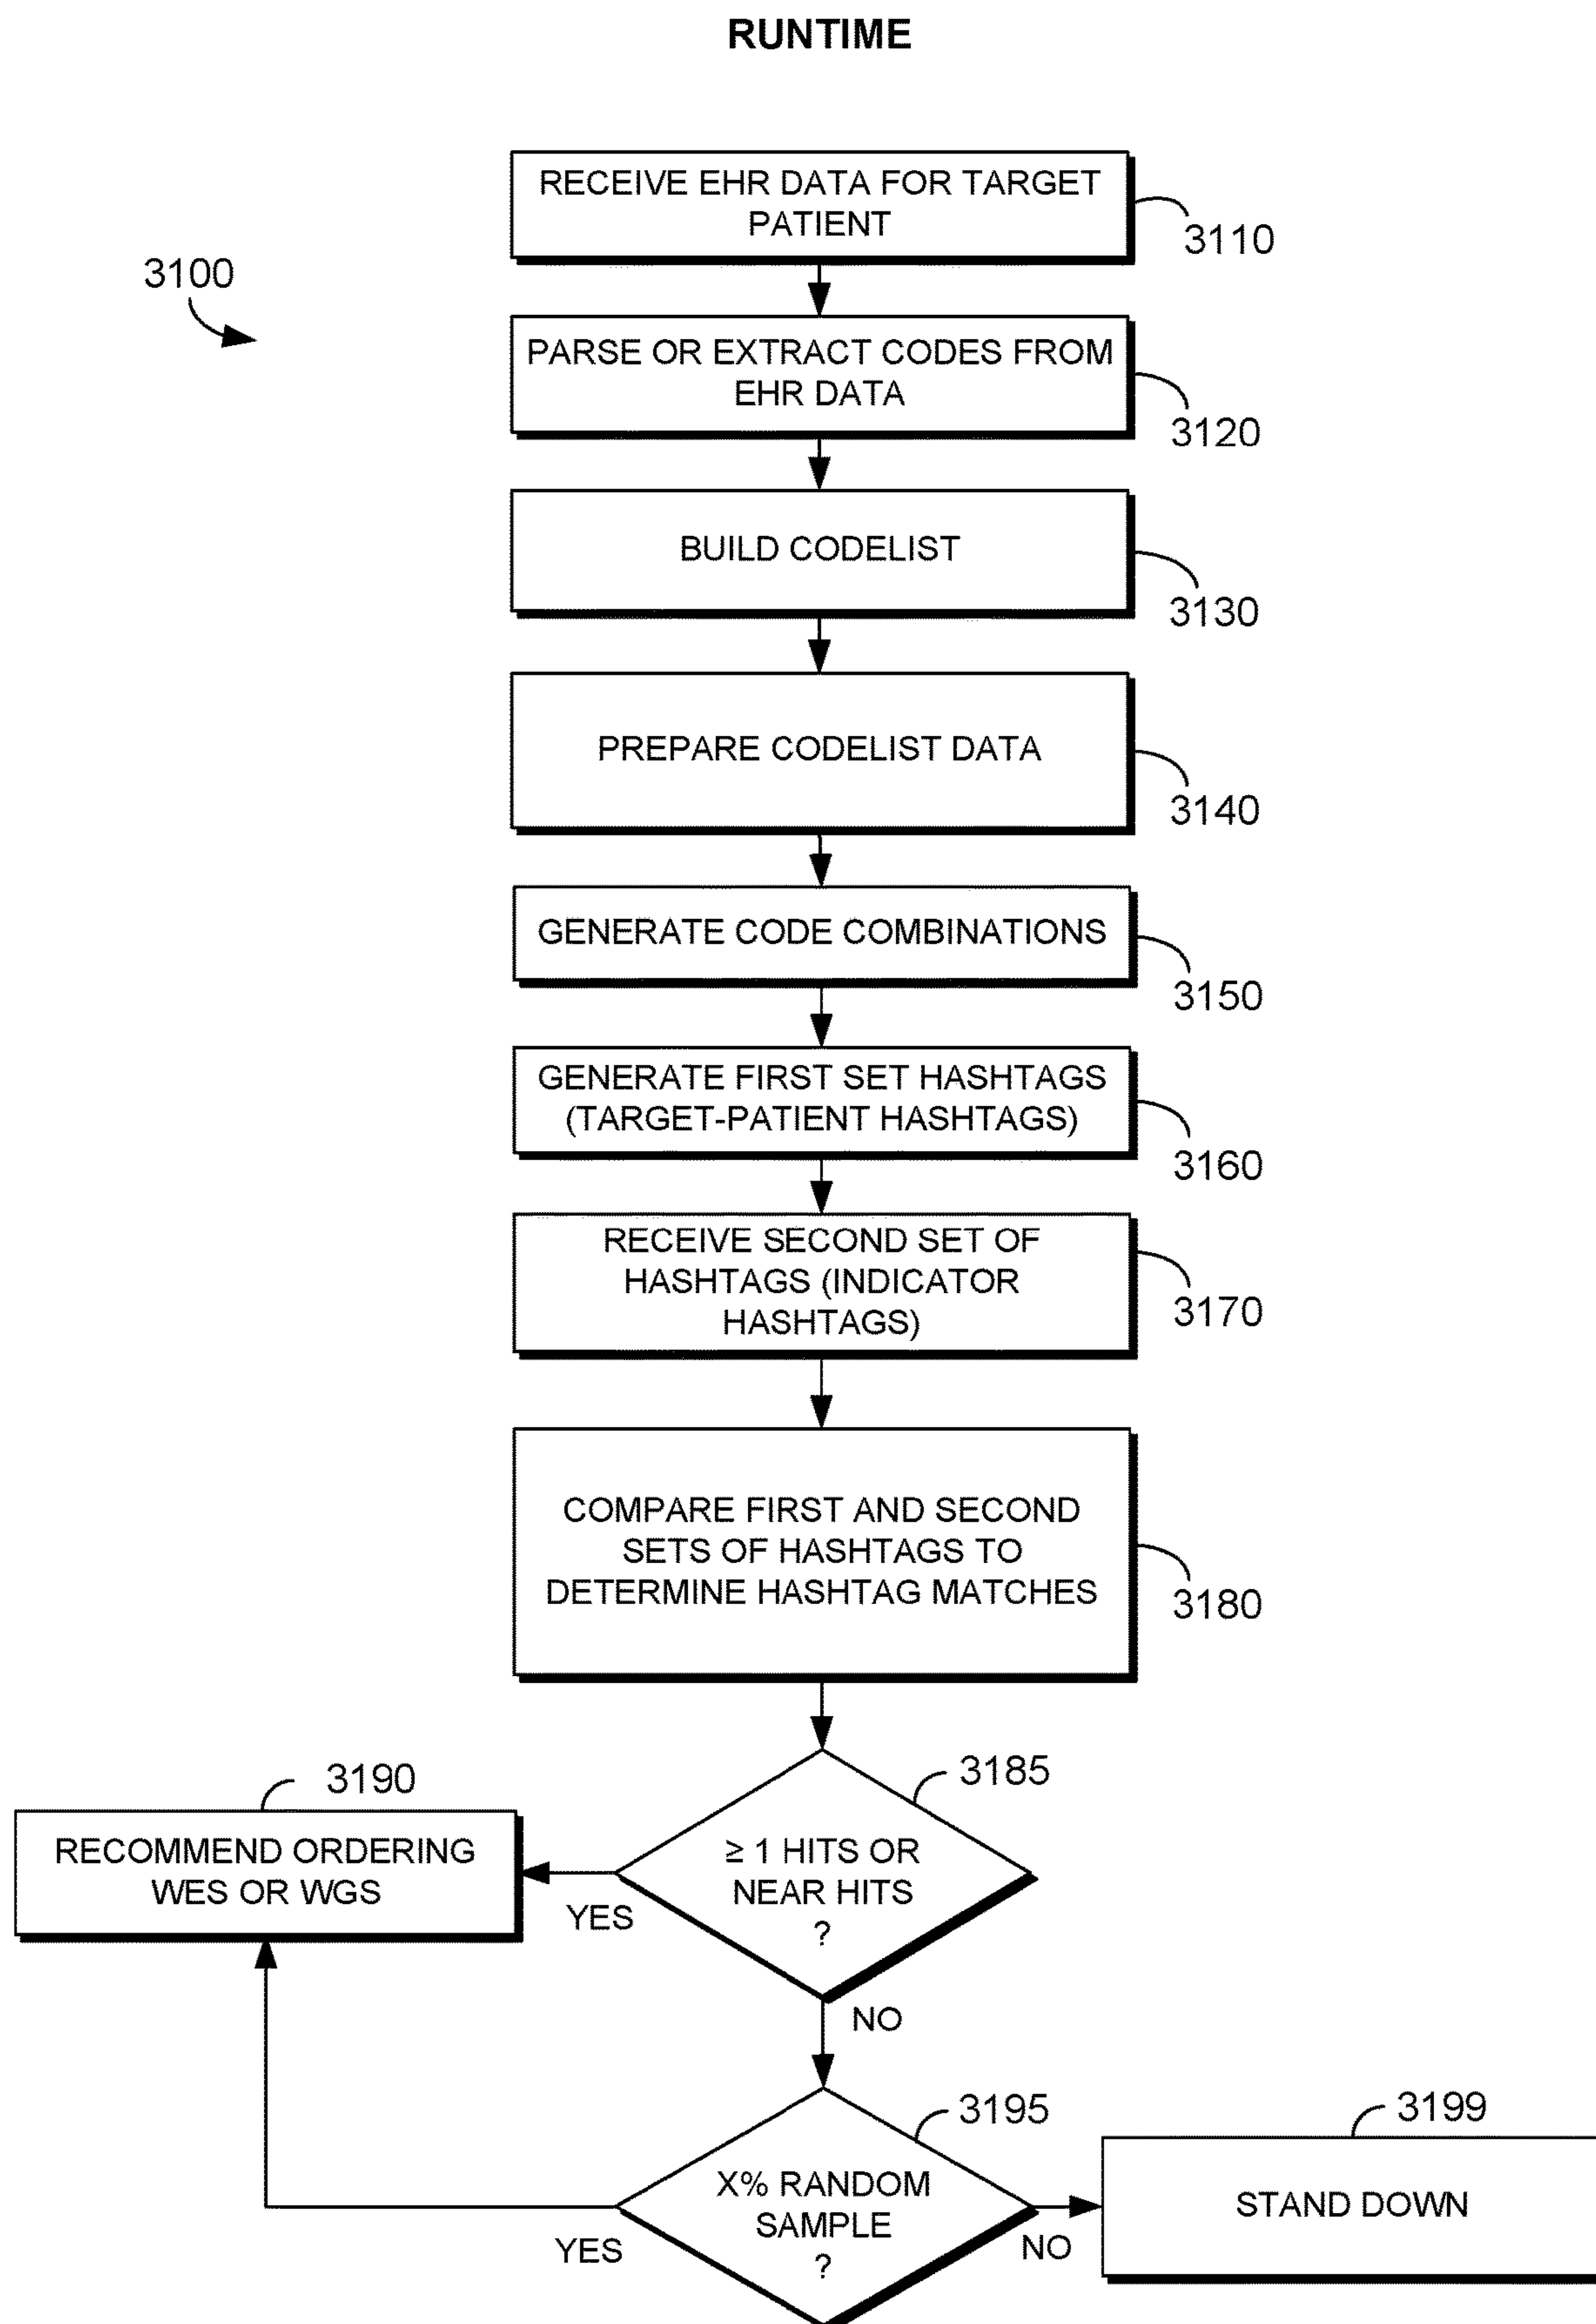 RUNTIME
RECEIVE EHR DATA FOR TARGET
PATIENT
3110
3100
PARSE OR EXTRACT CODES FROM
EHR DATA
3120
BUILD CODELIST
3130
PREPARE CODELIST DATA
3140
GENERATE CODE COMBINATIONS
3150
GENERATE FIRST SET HASHTAGS
(TARGET-PATIENT HASHTAGS)
3160
RECEIVE SECOND SET OF
HASHTAGS (INDICATOR
HASHTAGS)
3170
COMPARE FIRST AND SECOND
SETS OF HASHTAGS TO
DETERMINE HASHTAG MATCHES
3180
3185
≥ 1 HITS OR
NEAR HITS
?
YES
3190
RECOMMEND ORDERING
WES OR WGS
NO
3195
X% RANDOM
SAMPLE
?
YES
NO
3199
STAND DOWN